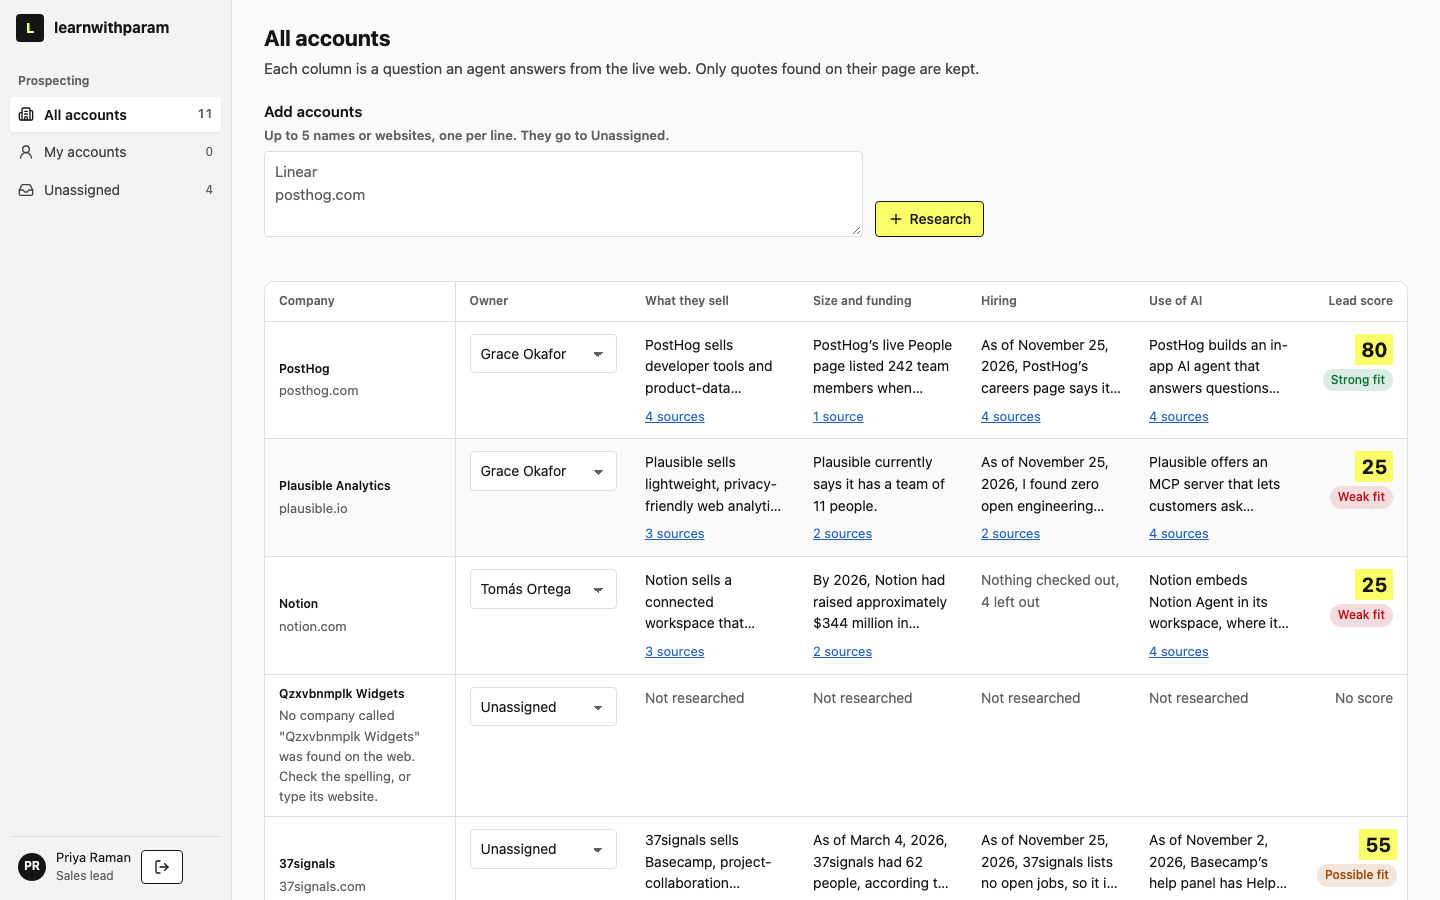 L learnwithparam
Prospecting
All accounts 11
My accounts 0
Unassigned 4
PR
Priya Raman
Sales lead
All accounts
Each column is a question an agent answers from the live web. Only quotes found on their page are kept.
Add accounts
Up to 5 names or websites, one per line. They go to Unassigned.
Linear
posthog.com
+ Research
Company Owner What they sell Size and funding Hiring Use of AI Lead score
PostHog
posthog.com
Grace Okafor
PostHog sells
developer tools and
product-data...
4 sources
PostHog’s live People
page listed 242 team
members when...
1 source
As of November 25,
2026, PostHog’s
careers page says it...
4 sources
PostHog builds an in-
app AI agent that
answers questions...
4 sources
80
Strong fit
Plausible Analytics
plausible.io
Grace Okafor
Plausible sells
lightweight, privacy-
friendly web analyti...
3 sources
Plausible currently
says it has a team of
11 people.
2 sources
As of November 25,
2026, I found zero
open engineering...
2 sources
Plausible offers an
MCP server that lets
customers ask...
4 sources
25
Weak fit
Notion
notion.com
Tomás Ortega
Notion sells a
connected
workspace that...
3 sources
By 2026, Notion had
raised approximately
$344 million in...
2 sources
Nothing checked out,
4 left out
Notion embeds
Notion Agent in its
workspace, where it...
4 sources
25
Weak fit
Qzxvbnmplk Widgets
No company called
"Qzxvbnmplk Widgets"
was found on the web.
Check the spelling, or
type its website.
Unassigned
Not researched
Not researched
Not researched
Not researched
No score
37signals
37signals.com
Unassigned
37signals sells
Basecamp, project-
collaboration...
As of March 4, 2026,
37signals had 62
people, according t...
As of November 25,
2026, 37signals lists
no open jobs, so it i...
As of November 2,
2026, Basecamp’s
help panel has Help...
55
Possible fit